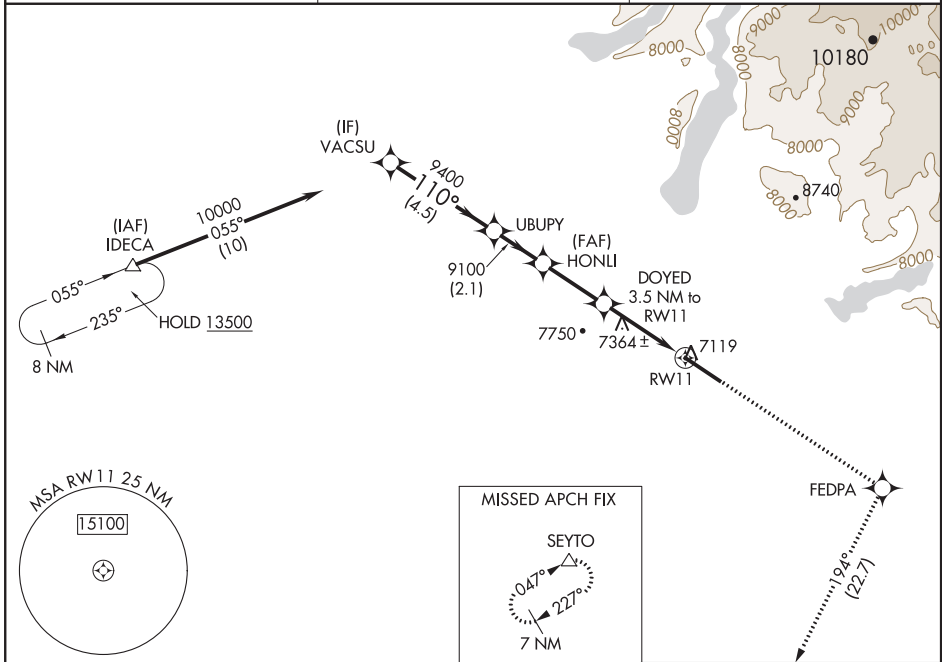 9000
10000
8000
8000
10180
9000
8000
8000
8000
8740
8000
8000
(IF)
VACSU
9400
110°
(4.5)
UBUPY
9100
(2.1)
(FAF)
HONLI
DOYED
3.5 NM to
RW11
7750
7364 ±
7119
RW11
(IAF)
IDECA
10000
055°
(10)
055°
235°
HOLD 13500
8 NM
FEDPA
194°
(22.7)
MSA RW11 25 NM
15100
MISSED APCH FIX
SEYTO
047°
227°
7 NM